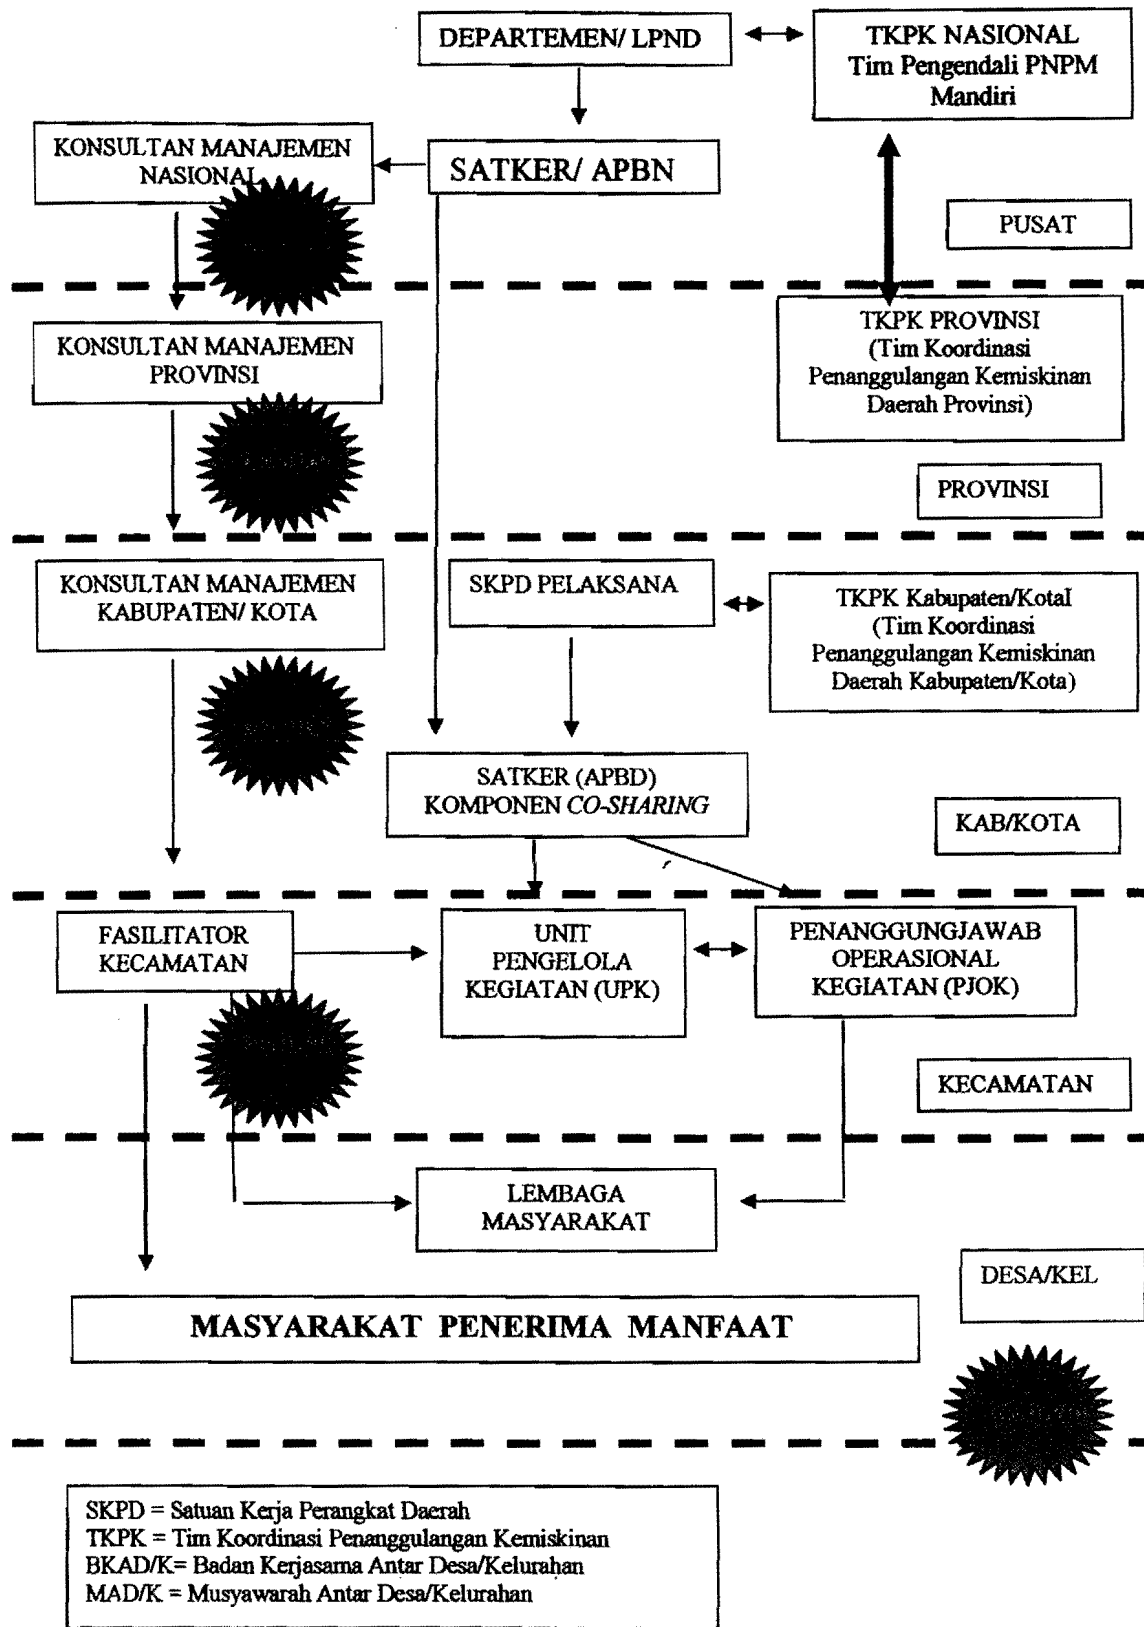 DEPARTEMEN/ LPND
TKPK NASIONAL
Tim Pengendali PNPM
Mandiri
KONSULTAN MANAJEMEN
NASIONAL
SATKER/ APBN
PUSAT
KONSULTAN MANAJEMEN
PROVINSI
TKPK PROVINSI
(Tim Koordinasi
Penanggulangan Kemiskinan
Daerah Provinsi)
PROVINSI
KONSULTAN MANAJEMEN
KABUPATEN/ KOTA
SKPD PELAKSANA
TKPK Kabupaten/KotaI
(Tim Koordinasi
Penanggulangan Kemiskinan
Daerah Kabupaten/Kota)
SATKER (APBD)
KOMPONEN CO-SHARING
KAB/KOTA
FASILITATOR
KECAMATAN
UNIT
PENGELOLA
KEGIATAN (UPK)
PENANGGUNGJAWAB
OPERASIONAL
KEGIATAN (PJOK)
KECAMATAN
LEMBAGA
MASYARAKAT
DESA/KEL
MASYARAKAT PENERIMA MANFAAT
SKPD = Satuan Kerja Perangkat Daerah
TKPK = Tim Koordinasi Penanggulangan Kemiskinan
BKAD/K= Badan Kerjasama Antar Desa/Kelurahan
MAD/K = Musyawarah Antar Desa/Kelurahan